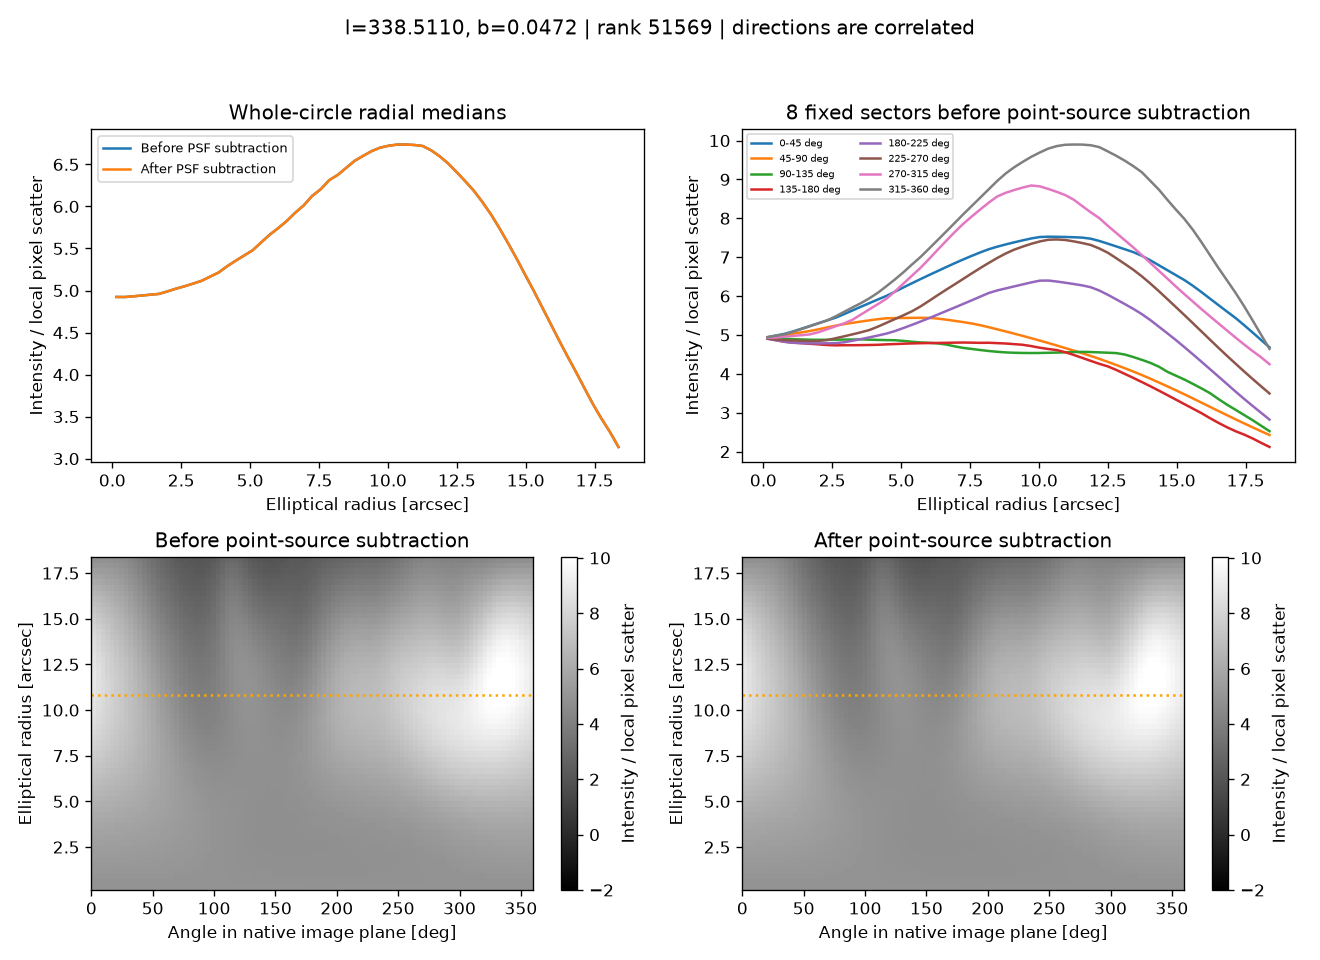 l=338.5110, b=0.0472 | rank 51569 | directions are correlated
Whole-circle radial medians
Before PSF subtraction
After PSF subtraction
6.5
6.0
5.5
5.0
4.5
4.0
3.5
3.0
Intensity / local pixel scatter
0.0 2.5 5.0 7.5 10.0 12.5 15.0 17.5
Elliptical radius [arcsec]
8 fixed sectors before point-source subtraction
0-45 deg
45-90 deg
90-135 deg
135-180 deg
180-225 deg
225-270 deg
270-315 deg
315-360 deg
10
9
8
7
6
5
4
3
2
Intensity / local pixel scatter
0.0 2.5 5.0 7.5 10.0 12.5 15.0 17.5
Elliptical radius [arcsec]
Before point-source subtraction
17.5
15.0
12.5
10.0
7.5
5.0
2.5
Elliptical radius [arcsec]
0 50 100 150 200 250 300 350
Angle in native image plane [deg]
10
8
6
4
2
0
−2
Intensity / local pixel scatter
After point-source subtraction
17.5
15.0
12.5
10.0
7.5
5.0
2.5
Elliptical radius [arcsec]
0 50 100 150 200 250 300 350
Angle in native image plane [deg]
10
8
6
4
2
0
−2
Intensity / local pixel scatter